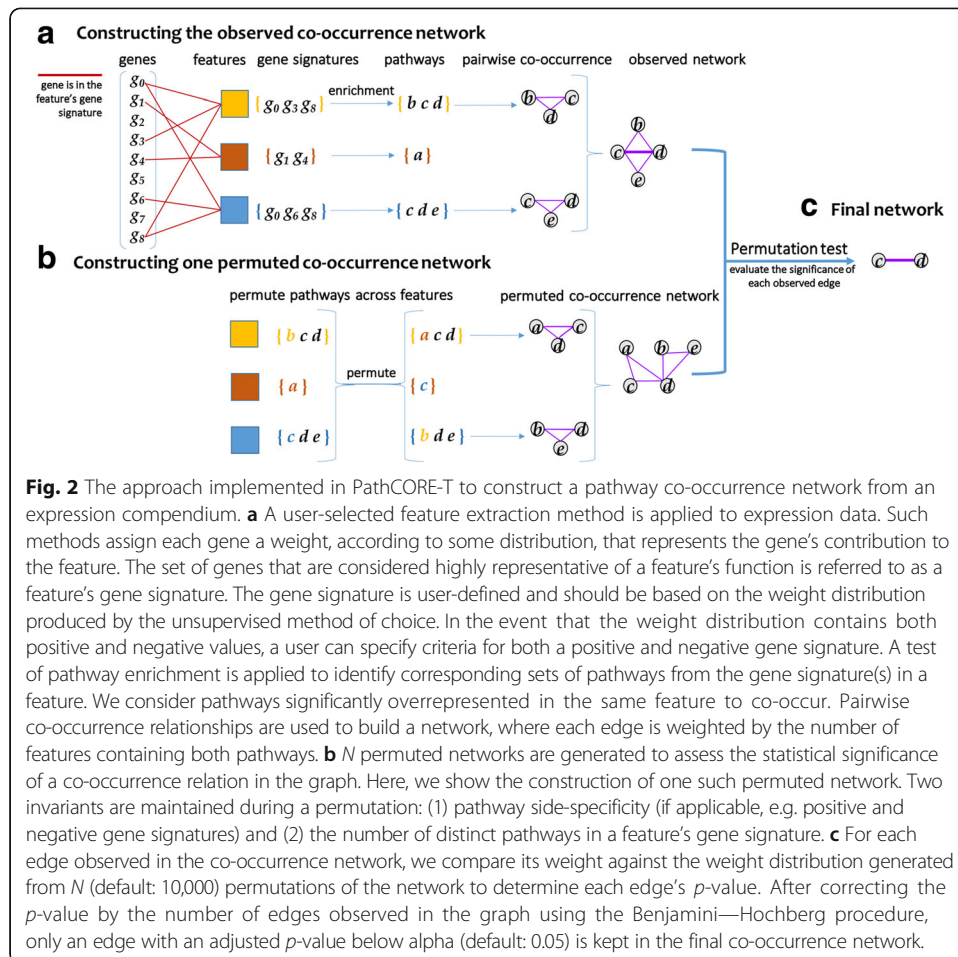 a Constructing the observed co-occurrence network
genes features gene signatures pathways pairwise co-occurrence observed network
gene is in the
feature's gene
signature
g0
g1
g2
g3
g4
g5
g6
g7
g8
{ g0 g3 g8 } enrichment { b c d } b c d
{ g1 g4 } { a }
{ g0 g6 g8 } { c d e } c d e
b c d e
c Final network
Permutation test
evaluate the significance of
each observed edge
c d
b Constructing one permuted co-occurrence network
permute pathways across features permuted co-occurrence network
{ b c d } { a c d } a c d
{ a } permute { c }
{ c d e } { b d e } b d e
a b e c d
Fig. 2 The approach implemented in PathCORE-T to construct a pathway co-occurrence network from an
expression compendium. a A user-selected feature extraction method is applied to expression data. Such
methods assign each gene a weight, according to some distribution, that represents the gene's contribution to
the feature. The set of genes that are considered highly representative of a feature's function is referred to as a
feature's gene signature. The gene signature is user-defined and should be based on the weight distribution
produced by the unsupervised method of choice. In the event that the weight distribution contains both
positive and negative values, a user can specify criteria for both a positive and negative gene signature. A test
of pathway enrichment is applied to identify corresponding sets of pathways from the gene signature(s) in a
feature. We consider pathways significantly overrepresented in the same feature to co-occur. Pairwise
co-occurrence relationships are used to build a network, where each edge is weighted by the number of
features containing both pathways. b N permuted networks are generated to assess the statistical significance
of a co-occurrence relation in the graph. Here, we show the construction of one such permuted network. Two
invariants are maintained during a permutation: (1) pathway side-specificity (if applicable, e.g. positive and
negative gene signatures) and (2) the number of distinct pathways in a feature's gene signature. c For each
edge observed in the co-occurrence network, we compare its weight against the weight distribution generated
from N (default: 10,000) permutations of the network to determine each edge's p-value. After correcting the
p-value by the number of edges observed in the graph using the Benjamini—Hochberg procedure,
only an edge with an adjusted p-value below alpha (default: 0.05) is kept in the final co-occurrence network.